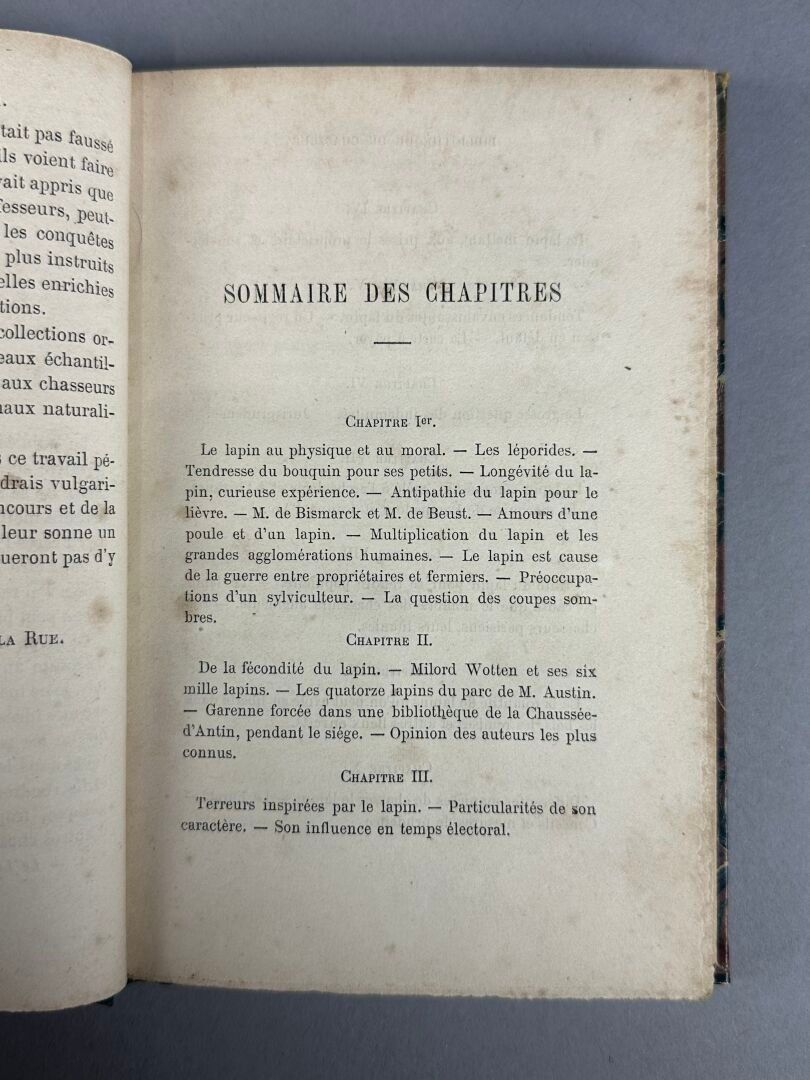 .
tait pas faussé
ils voient faire
vait appris que
fesseurs, peut-
les conquêtes
plus instruits
elles enrichies
tions.
collections or-
eaux échantil-
aux chasseurs
naux naturali-
ce travail pé-
drais vulgari-
ncours et de la
leur sonne un
queront pas d'y
LA RUE.
SOMMAIRE DES CHAPITRES
CHAPITRE Ier.
Le lapin au physique et au moral. — Les léporides. —
Tendresse du bouquin pour ses petits. — Longévité du la-
pin, curieuse expérience. — Antipathie du lapin pour le
lièvre. — M. de Bismarck et M. de Beust. — Amours d'une
poule et d'un lapin. — Multiplication du lapin et les
grandes agglomérations humaines. — Le lapin est cause
de la guerre entre propriétaires et fermiers. — Préoccupa-
tions d'un sylviculteur. — La question des coupes som-
bres.
CHAPITRE II.
De la fécondité du lapin. — Milord Wotten et ses six
mille lapins. — Les quatorze lapins du parc de M. Austin.
— Garenne forcée dans une bibliothèque de la Chaussée-
d'Antin, pendant le siége. — Opinion des auteurs les plus
connus.
CHAPITRE III.
Terreurs inspirées par le lapin. — Particularités de son
caractère. — Son influence en temps électoral.